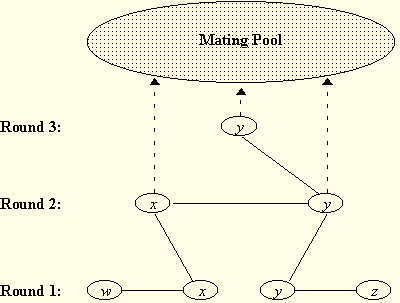 Mating Pool
Round 3: y
Round 2: x y
Round 1: w x y z